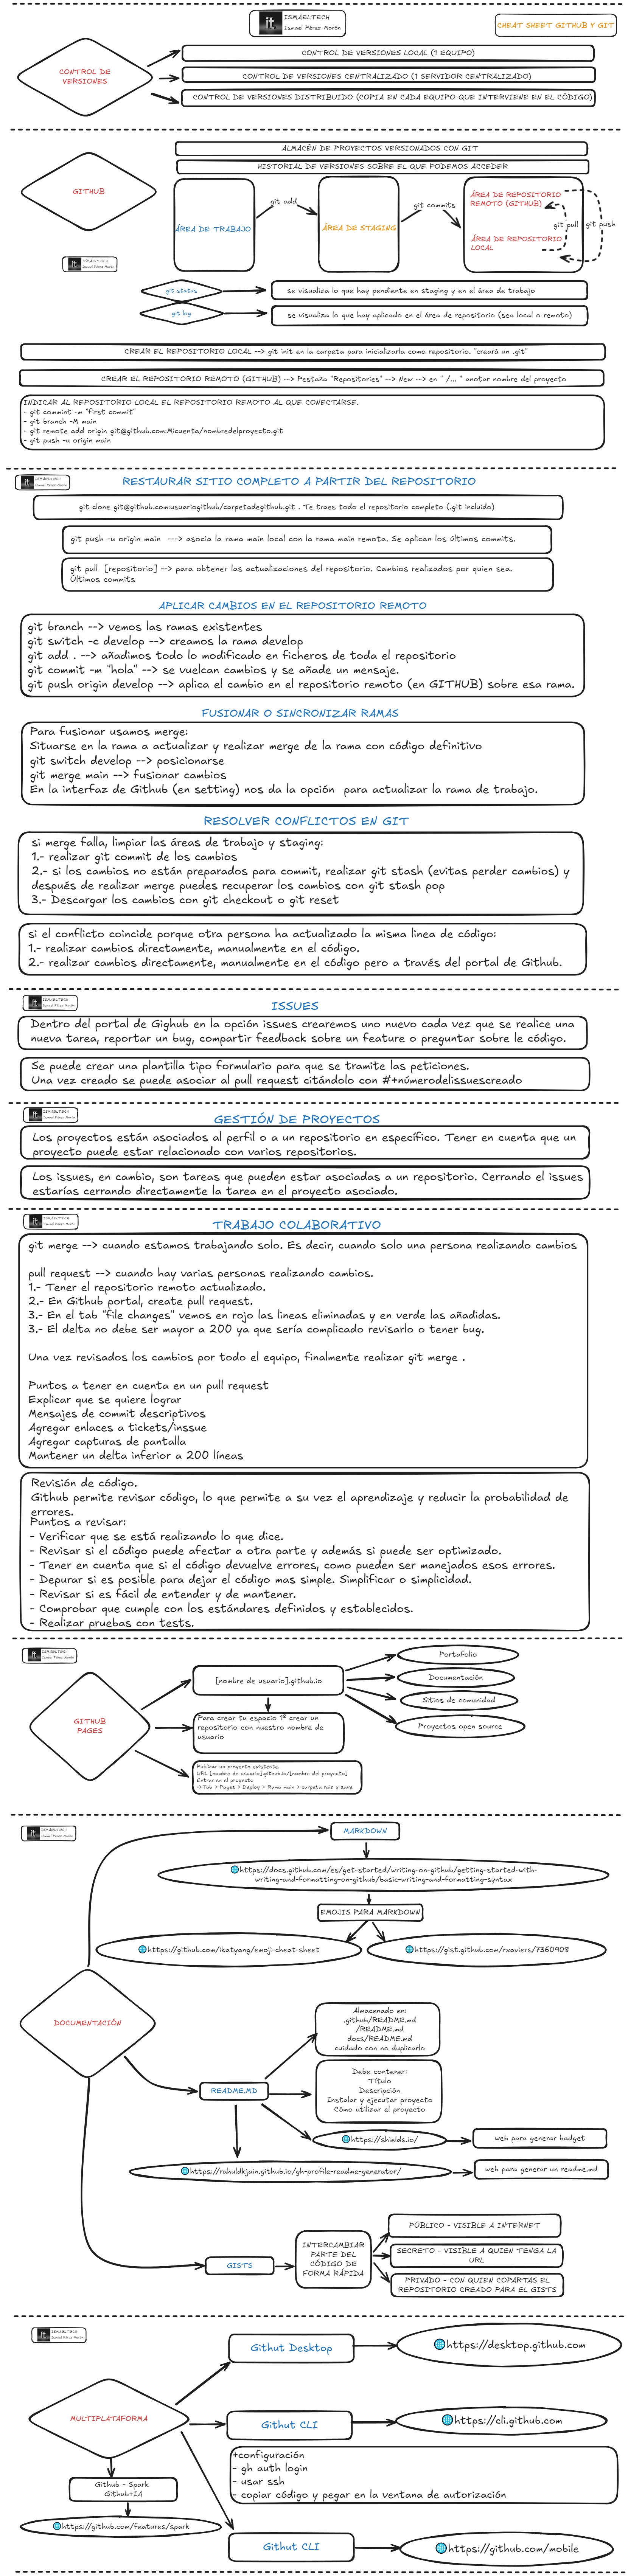 it
ISMAELTECH
Ismael Pérez Morón
CHEAT SHEET GITHUB Y GIT
CONTROL DE
VERSIONES
CONTROL DE VERSIONES LOCAL (1 EQUIPO)
CONTROL DE VERSIONES CENTRALIZADO (1 SERVIDOR CENTRALIZADO)
CONTROL DE VERSIONES DISTRIBUIDO (COPIA EN CADA EQUIPO QUE INTERVIENE EN EL CÓDIGO)
GITHUB
ALMACÉN DE PROYECTOS VERSIONADOS CON GIT
HISTORIAL DE VERSIONES SOBRE EL QUE PODEMOS ACCEDER
ÁREA DE TRABAJO
git add
ÁREA DE STAGING
git commits
ÁREA DE REPOSITORIO
REMOTO (GITHUB)
git pull
git push
ÁREA DE REPOSITORIO
LOCAL
it
ISMAELTECH
Ismael Pérez Morón
git status
se visualiza lo que hay pendiente en staging y en el área de trabajo
git log
se visualiza lo que hay aplicado en el área de repositorio (sea local o remoto)
CREAR EL REPOSITORIO LOCAL --> git init en la carpeta para inicializarla como repositorio. "creará un .git"
CREAR EL REPOSITORIO REMOTO (GITHUB) --> Pestaña "Repositories" --> New --> en " /... " anotar nombre del proyecto
INDICAR AL REPOSITORIO LOCAL EL REPOSITORIO REMOTO AL QUE CONECTARSE.
- git commint -m "first commit"
- git branch -M main
- git remote add origin git@github.com:Micuenta/nombredelproyecto.git
- git push -u origin main
it
ISMAELTECH
Ismael Pérez Morón
RESTAURAR SITIO COMPLETO A PARTIR DEL REPOSITORIO
git clone git@github.com:usuariogithub/carpetadegithub.git . Te traes todo el repositorio completo (.git incluido)
git push -u origin main ---> asocia la rama main local con la rama main remota. Se aplican los últimos commits.
git pull [repositorio] --> para obtener las actualizaciones del repositorio. Cambios realizados por quien sea.
Últimos commits
APLICAR CAMBIOS EN EL REPOSITORIO REMOTO
git branch --> vemos las ramas existentes
git switch -c develop --> creamos la rama develop
git add . --> añadimos todo lo modificado en ficheros de toda el repositorio
git commit -m "hola" --> se vuelcan cambios y se añade un mensaje.
git push origin develop --> aplica el cambio en el repositorio remoto (en GITHUB) sobre esa rama.
FUSIONAR O SINCRONIZAR RAMAS
Para fusionar usamos merge:
Situarse en la rama a actualizar y realizar merge de la rama con código definitivo
git switch develop --> posicionarse
git merge main --> fusionar cambios
En la interfaz de Github (en setting) nos da la opción para actualizar la rama de trabajo.
RESOLVER CONFLICTOS EN GIT
si merge falla, limpiar las áreas de trabajo y staging:
1.- realizar git commit de los cambios
2.- si los cambios no están preparados para commit, realizar git stash (evitas perder cambios) y
después de realizar merge puedes recuperar los cambios con git stash pop
3.- Descargar los cambios con git checkout o git reset
si el conflicto coincide porque otra persona ha actualizado la misma linea de código:
1.- realizar cambios directamente, manualmente en el código.
2.- realizar cambios directamente, manualmente en el código pero a través del portal de Github.
it
ISMAELTECH
Ismael Pérez Morón
ISSUES
Dentro del portal de Gighub en la opción issues crearemos uno nuevo cada vez que se realice una
nueva tarea, reportar un bug, compartir feedback sobre un feature o preguntar sobre le código.
Se puede crear una plantilla tipo formulario para que se tramite las peticiones.
Una vez creado se puede asociar al pull request citándolo con #+númerodelissuescreado
it
ISMAELTECH
Ismael Pérez Morón
GESTIÓN DE PROYECTOS
Los proyectos están asociados al perfil o a un repositorio en específico. Tener en cuenta que un
proyecto puede estar relacionado con varios repositorios.
Los issues, en cambio, son tareas que pueden estar asociadas a un repositorio. Cerrando el issues
estarías cerrando directamente la tarea en el proyecto asociado.
it
ISMAELTECH
Ismael Pérez Morón
TRABAJO COLABORATIVO
git merge --> cuando estamos trabajando solo. Es decir, cuando solo una persona realizando cambios
pull request --> cuando hay varias personas realizando cambios.
1.- Tener el repositorio remoto actualizado.
2.- En Github portal, create pull request.
3.- En el tab "file changes" vemos en rojo las lineas eliminadas y en verde las añadidas.
3.- El delta no debe ser mayor a 200 ya que sería complicado revisarlo o tener bug.
Una vez revisados los cambios por todo el equipo, finalmente realizar git merge .
Puntos a tener en cuenta en un pull request
Explicar que se quiere lograr
Mensajes de commit descriptivos
Agregar enlaces a tickets/inssue
Agregar capturas de pantalla
Mantener un delta inferior a 200 líneas
Revisión de código.
Github permite revisar código, lo que permite a su vez el aprendizaje y reducir la probabilidad de
errores.
Puntos a revisar:
- Verificar que se está realizando lo que dice.
- Revisar si el código puede afectar a otra parte y además si puede ser optimizado.
- Tener en cuenta que si el código devuelve errores, como pueden ser manejados esos errores.
- Depurar si es posible para dejar el código mas simple. Simplificar o simplicidad.
- Revisar si es fácil de entender y de mantener.
- Comprobar que cumple con los estándares definidos y establecidos.
- Realizar pruebas con tests.
it
ISMAELTECH
Ismael Pérez Morón
GITHUB
PAGES
[nombre de usuario].github.io
Portafolio
Documentación
Sitios de comunidad
Proyectos open source
Para crear tu espacio 1º crear un
repositorio con nuestro nombre de
usuario
Publicar un proyecto existente.
URL [nombre de usuario].github.io/[nombre del proyecto]
Entrar en el proyecto
->Tab > Pages > Deploy > Rama main > carpeta raiz y save
it
ISMAELTECH
Ismael Pérez Morón
MARKDOWN
https://docs.github.com/es/get-started/writing-on-github/getting-started-with-
writing-and-formatting-on-github/basic-writing-and-formatting-syntax
EMOJIS PARA MARKDOWN
https://github.com/ikatyang/emoji-cheat-sheet
https://gist.github.com/rxaviers/7360908
DOCUMENTACIÓN
Almacenado en:
.github/README.md
/README.md
docs/README.md
cuidado con no duplicarlo
README.MD
Debe contener:
Título
Descripción
Instalar y ejecutar proyecto
Cómo utilizar el proyecto
https://shields.io/
web para generar badget
https://rahuldkjain.github.io/gh-profile-readme-generator/
web para generar un readme.md
GISTS
INTERCAMBIAR
PARTE DEL
CÓDIGO DE
FORMA RÁPIDA
PÚBLICO - VISIBLE A INTERNET
SECRETO - VISIBLE A QUIEN TENGA LA
URL
PRIVADO - CON QUIEN COPARTAS EL
REPOSITORIO CREADO PARA EL GISTS
it
ISMAELTECH
Ismael Pérez Morón
Githut Desktop
https://desktop.github.com
MULTIPLATAFORMA
Githut CLI
https://cli.github.com
+configuración
- gh auth login
- usar ssh
- copiar código y pegar en la ventana de autorización
Github - Spark
Github+IA
https://github.com/features/spark
Githut CLI
https://github.com/mobile